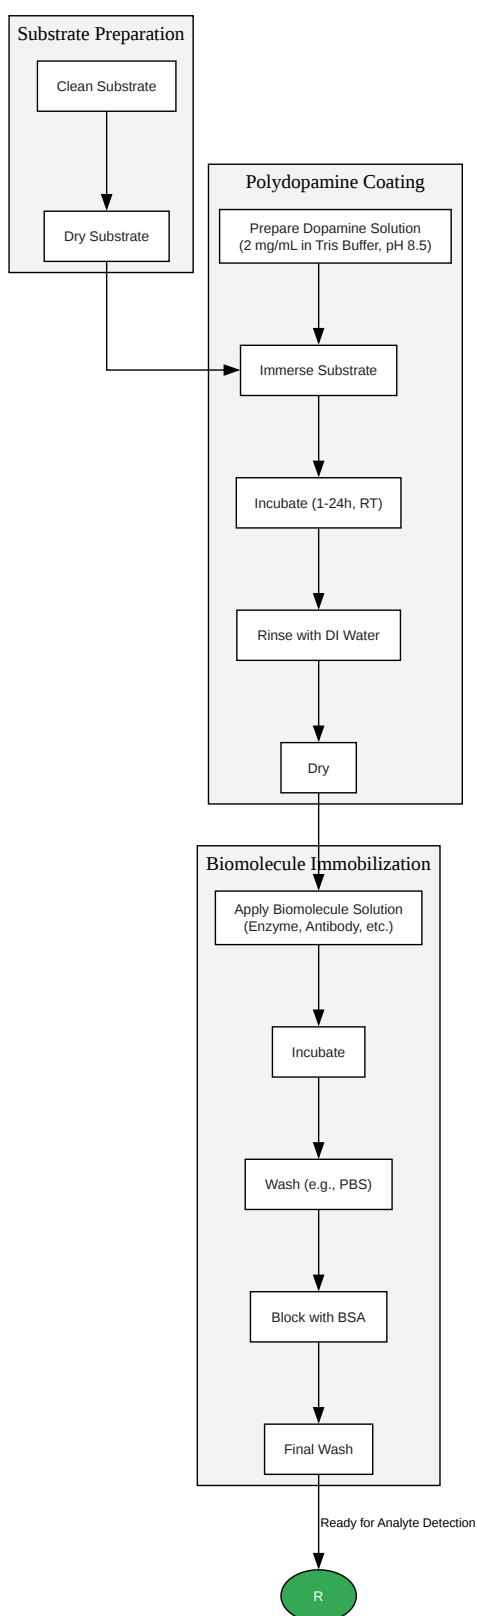 Substrate Preparation
Clean Substrate
Dry Substrate
Polydopamine Coating
Prepare Dopamine Solution
(2 mg/mL in Tris Buffer, pH 8.5)
Immerse Substrate
Incubate (1-24h, RT)
Rinse with DI Water
Dry
Biomolecule Immobilization
Apply Biomolecule Solution
(Enzyme, Antibody, etc.)
Incubate
Wash (e.g., PBS)
Block with BSA
Final Wash
Ready for Analyte Detection
R